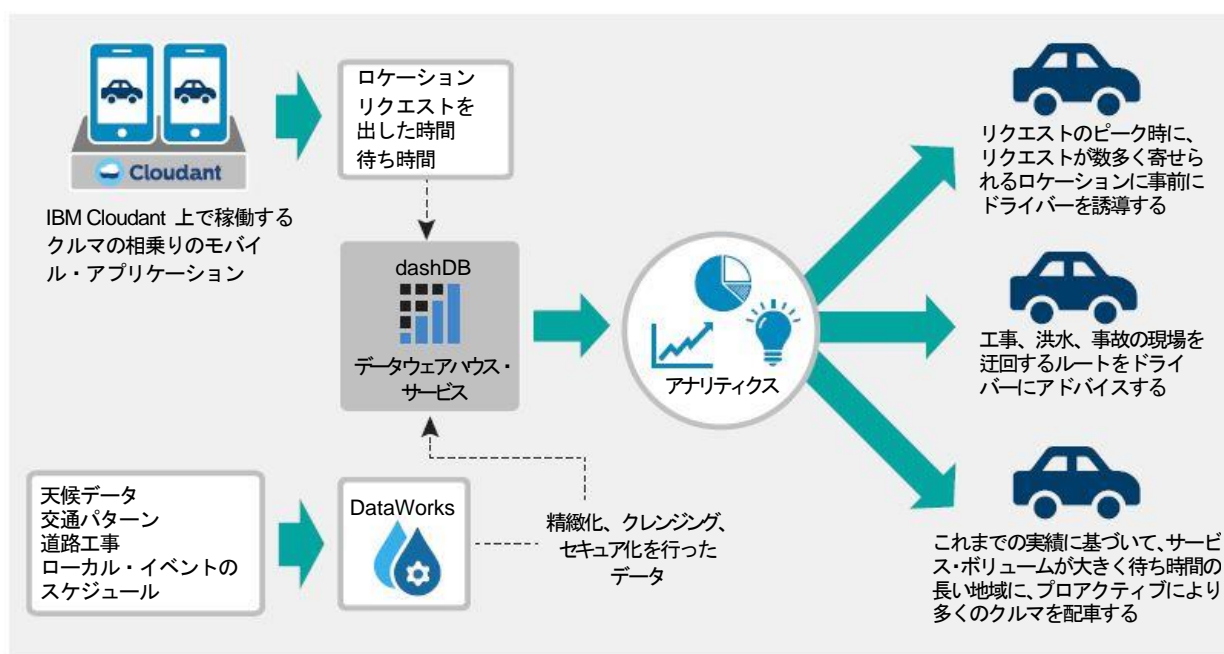 Cloudant
IBM Cloudant 上で稼働する
クルマの相乗りのモバイ
ル・アプリケーション
ロケーション
リクエストを
出した時間
待ち時間
dashDB
データウェアハウス・
サービス
アナリティクス
リクエストのピーク時に、
リクエストが数多く寄せら
れるロケーションに事前に
ドライバーを誘導する
工事、洪水、事故の現場を
迂回するルートをドライ
バーにアドバイスする
これまでの実績に基づいて、サービ
ス・ボリュームが大きく待ち時間の
長い地域に、プロアクティブにより
多くのクルマを配車する
天候データ
交通パターン
道路工事
ローカル・イベントの
スケジュール
DataWorks
精緻化、クレンジング、
セキュア化を行った
データ